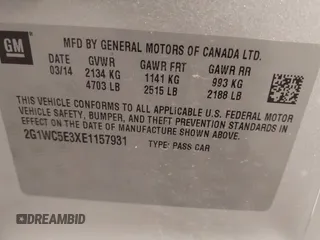 GM
MFD BY GENERAL MOTORS OF CANADA LTD.
DATE GVWR GAWR FRT GAWR RR
03/14 2134 KG 1141 KG 993 KG
4703 LB 2515 LB 2188 LB
THIS VEHICLE CONFORMS TO ALL APPLICABLE U.S. FEDERAL MOTOR
VEHICLE SAFETY, BUMPER, AND THEFT PREVENTION STANDARDS
IN EFFECT ON THE DATE OF MANUFACTURE SHOWN ABOVE.
2G1WC5E3XE1157931 TYPE: PASS CAR
DREAMBID